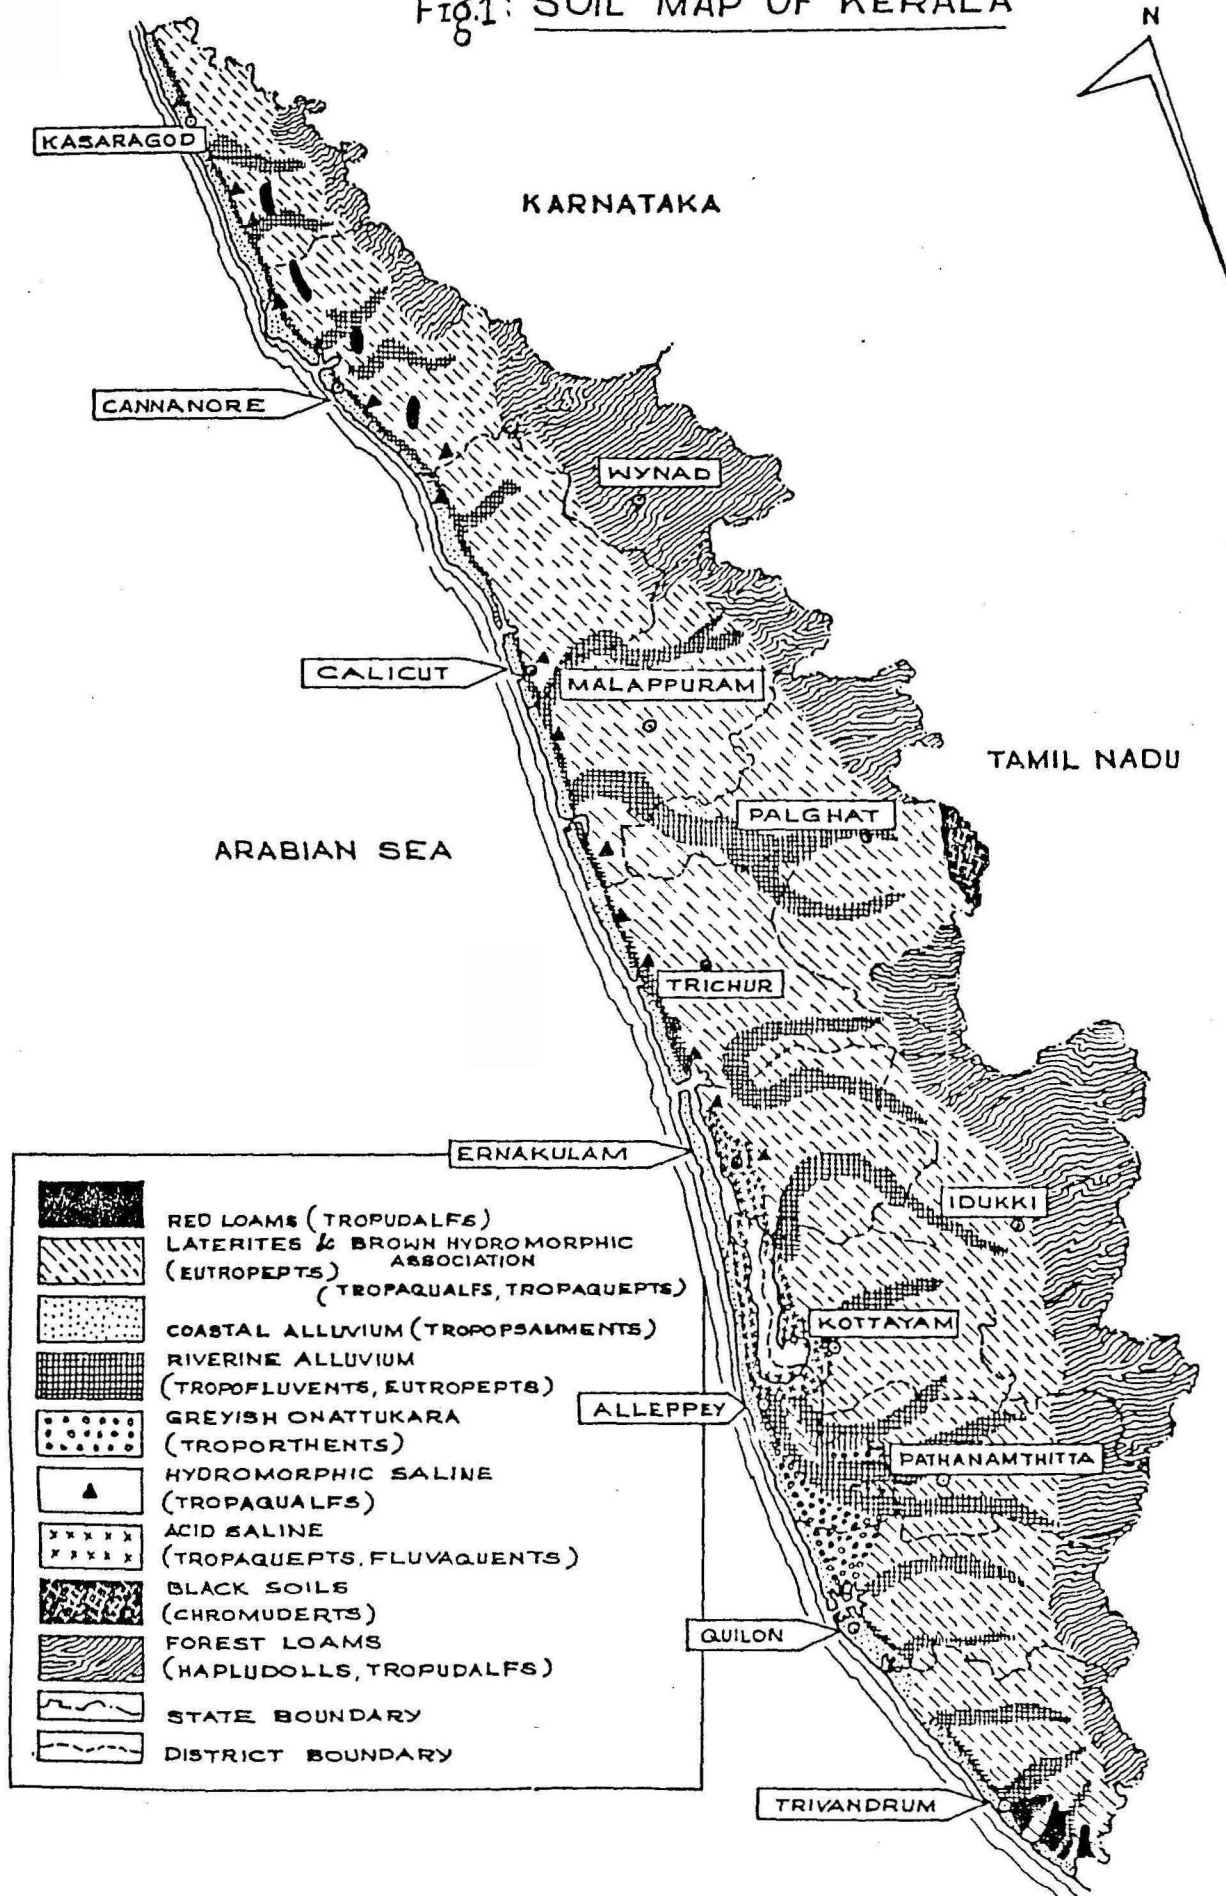 Fig.1: SOIL MAP OF KERALA
N
KASARAGOD
KARNATAKA
CANNANORE
WYNAD
CALICUT
MALAPPURAM
TAMIL NADU
PALGHAT
ARABIAN SEA
TRICHUR
ERNAKULAM
IDUKKI
KOTTAYAM
ALLEPPEY
PATHANAMTHITTA
QUILON
TRIVANDRUM
RED LOAMS (TROPUDALFS)
LATERITES & BROWN HYDROMORPHIC
ASSOCIATION
(EUTROPEPTS)
(TROPAQUALFS, TROPAQUEPTS)
COASTAL ALLUVIUM (TROPOPSAMMENTS)
RIVERINE ALLUVIUM
(TROPOFLUVENTS, EUTROPEPTS)
GREYISH ONATTUKARA
(TROPORTHENTS)
HYDROMORPHIC SALINE
(TROPAQUALFS)
ACID SALINE
(TROPAQUEPTS, FLUVAQUENTS)
BLACK SOILS
(CHROMUDERTS)
FOREST LOAMS
(HAPLUDOLLS, TROPUDALFS)
STATE BOUNDARY
DISTRICT BOUNDARY